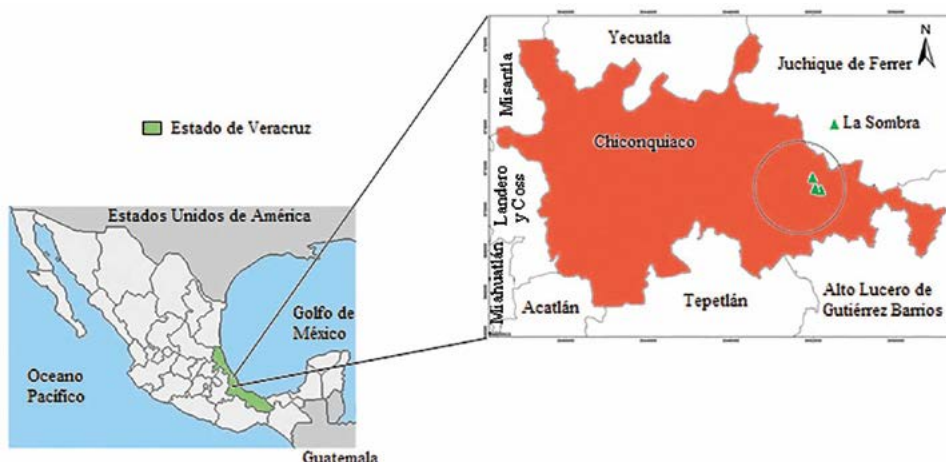 Estado de Veracruz
Estados Unidos de América
Golfo de
México
Oceano
Pacífico
Guatemala
Yecuatla
N
Juchique de Ferrer
Misantla
La Sombra
Chiconquiaco
Landero
y Coss
Miahuatlán
Acatlán
Tepetlán
Alto Lucero de
Gutiérrez Barrios